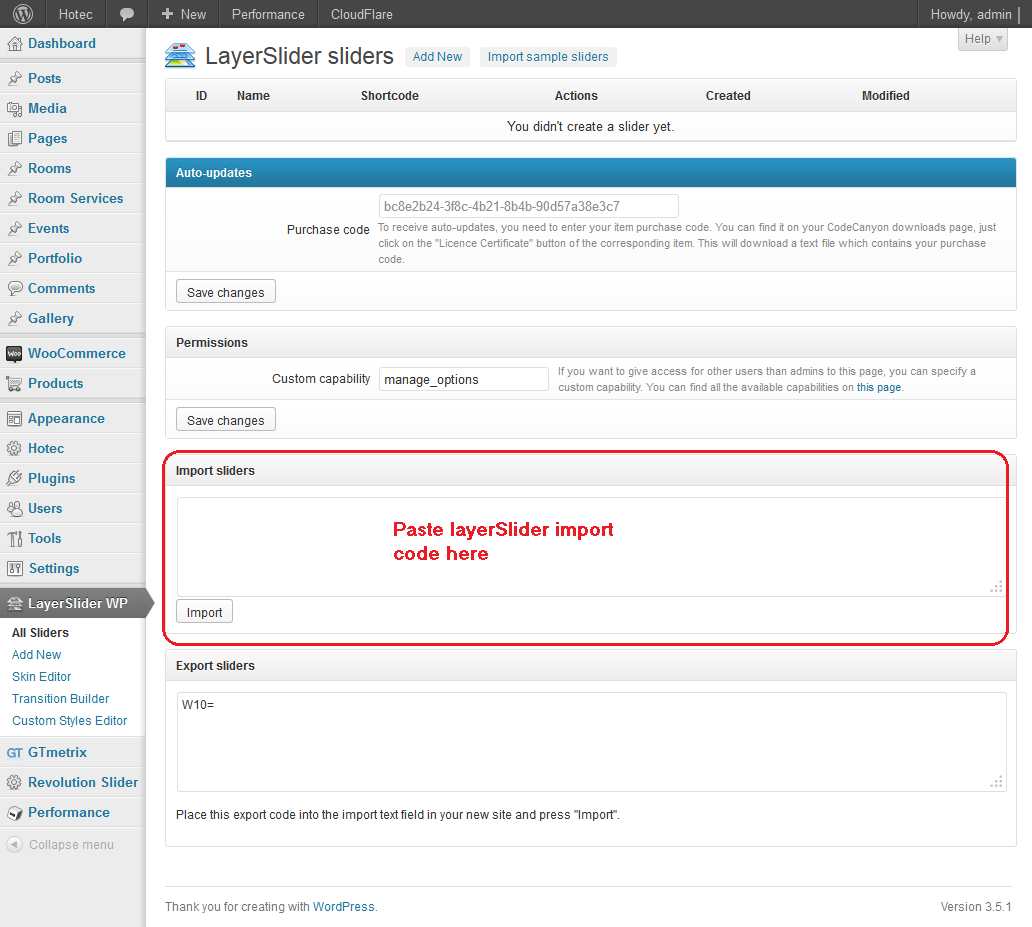 Hotec
New
Performance
CloudFlare
Howdy, admin
Help
Dashboard
Posts
Media
Pages
Rooms
Room Services
Events
Portfolio
Comments
Gallery
Woo WooCommerce
Products
Appearance
Hotec
Plugins
Users
Tools
Settings
LayerSlider WP
All Sliders
Add New
Skin Editor
Transition Builder
Custom Styles Editor
GT GTmetrix
Revolution Slider
Performance
Collapse menu
LayerSlider sliders Add New Import sample sliders
ID Name Shortcode Actions Created Modified
You didn't create a slider yet.
Auto-updates
bc8e2b24-3f8c-4b21-8b4b-90d57a38e3c7
Purchase code
To receive auto-updates, you need to enter your item purchase code. You can find it on your CodeCanyon downloads page, just
click on the "Licence Certificate" button of the corresponding item. This will download a text file which contains your purchase
code.
Save changes
Permissions
Custom capability manage_options
If you want to give access for other users than admins to this page, you can specify a
custom capability. You can find all the available capabilities on this page.
Save changes
Import sliders
Paste layerSlider import
code here
Import
Export sliders
W10=
Place this export code into the import text field in your new site and press "Import".
Thank you for creating with WordPress.
Version 3.5.1